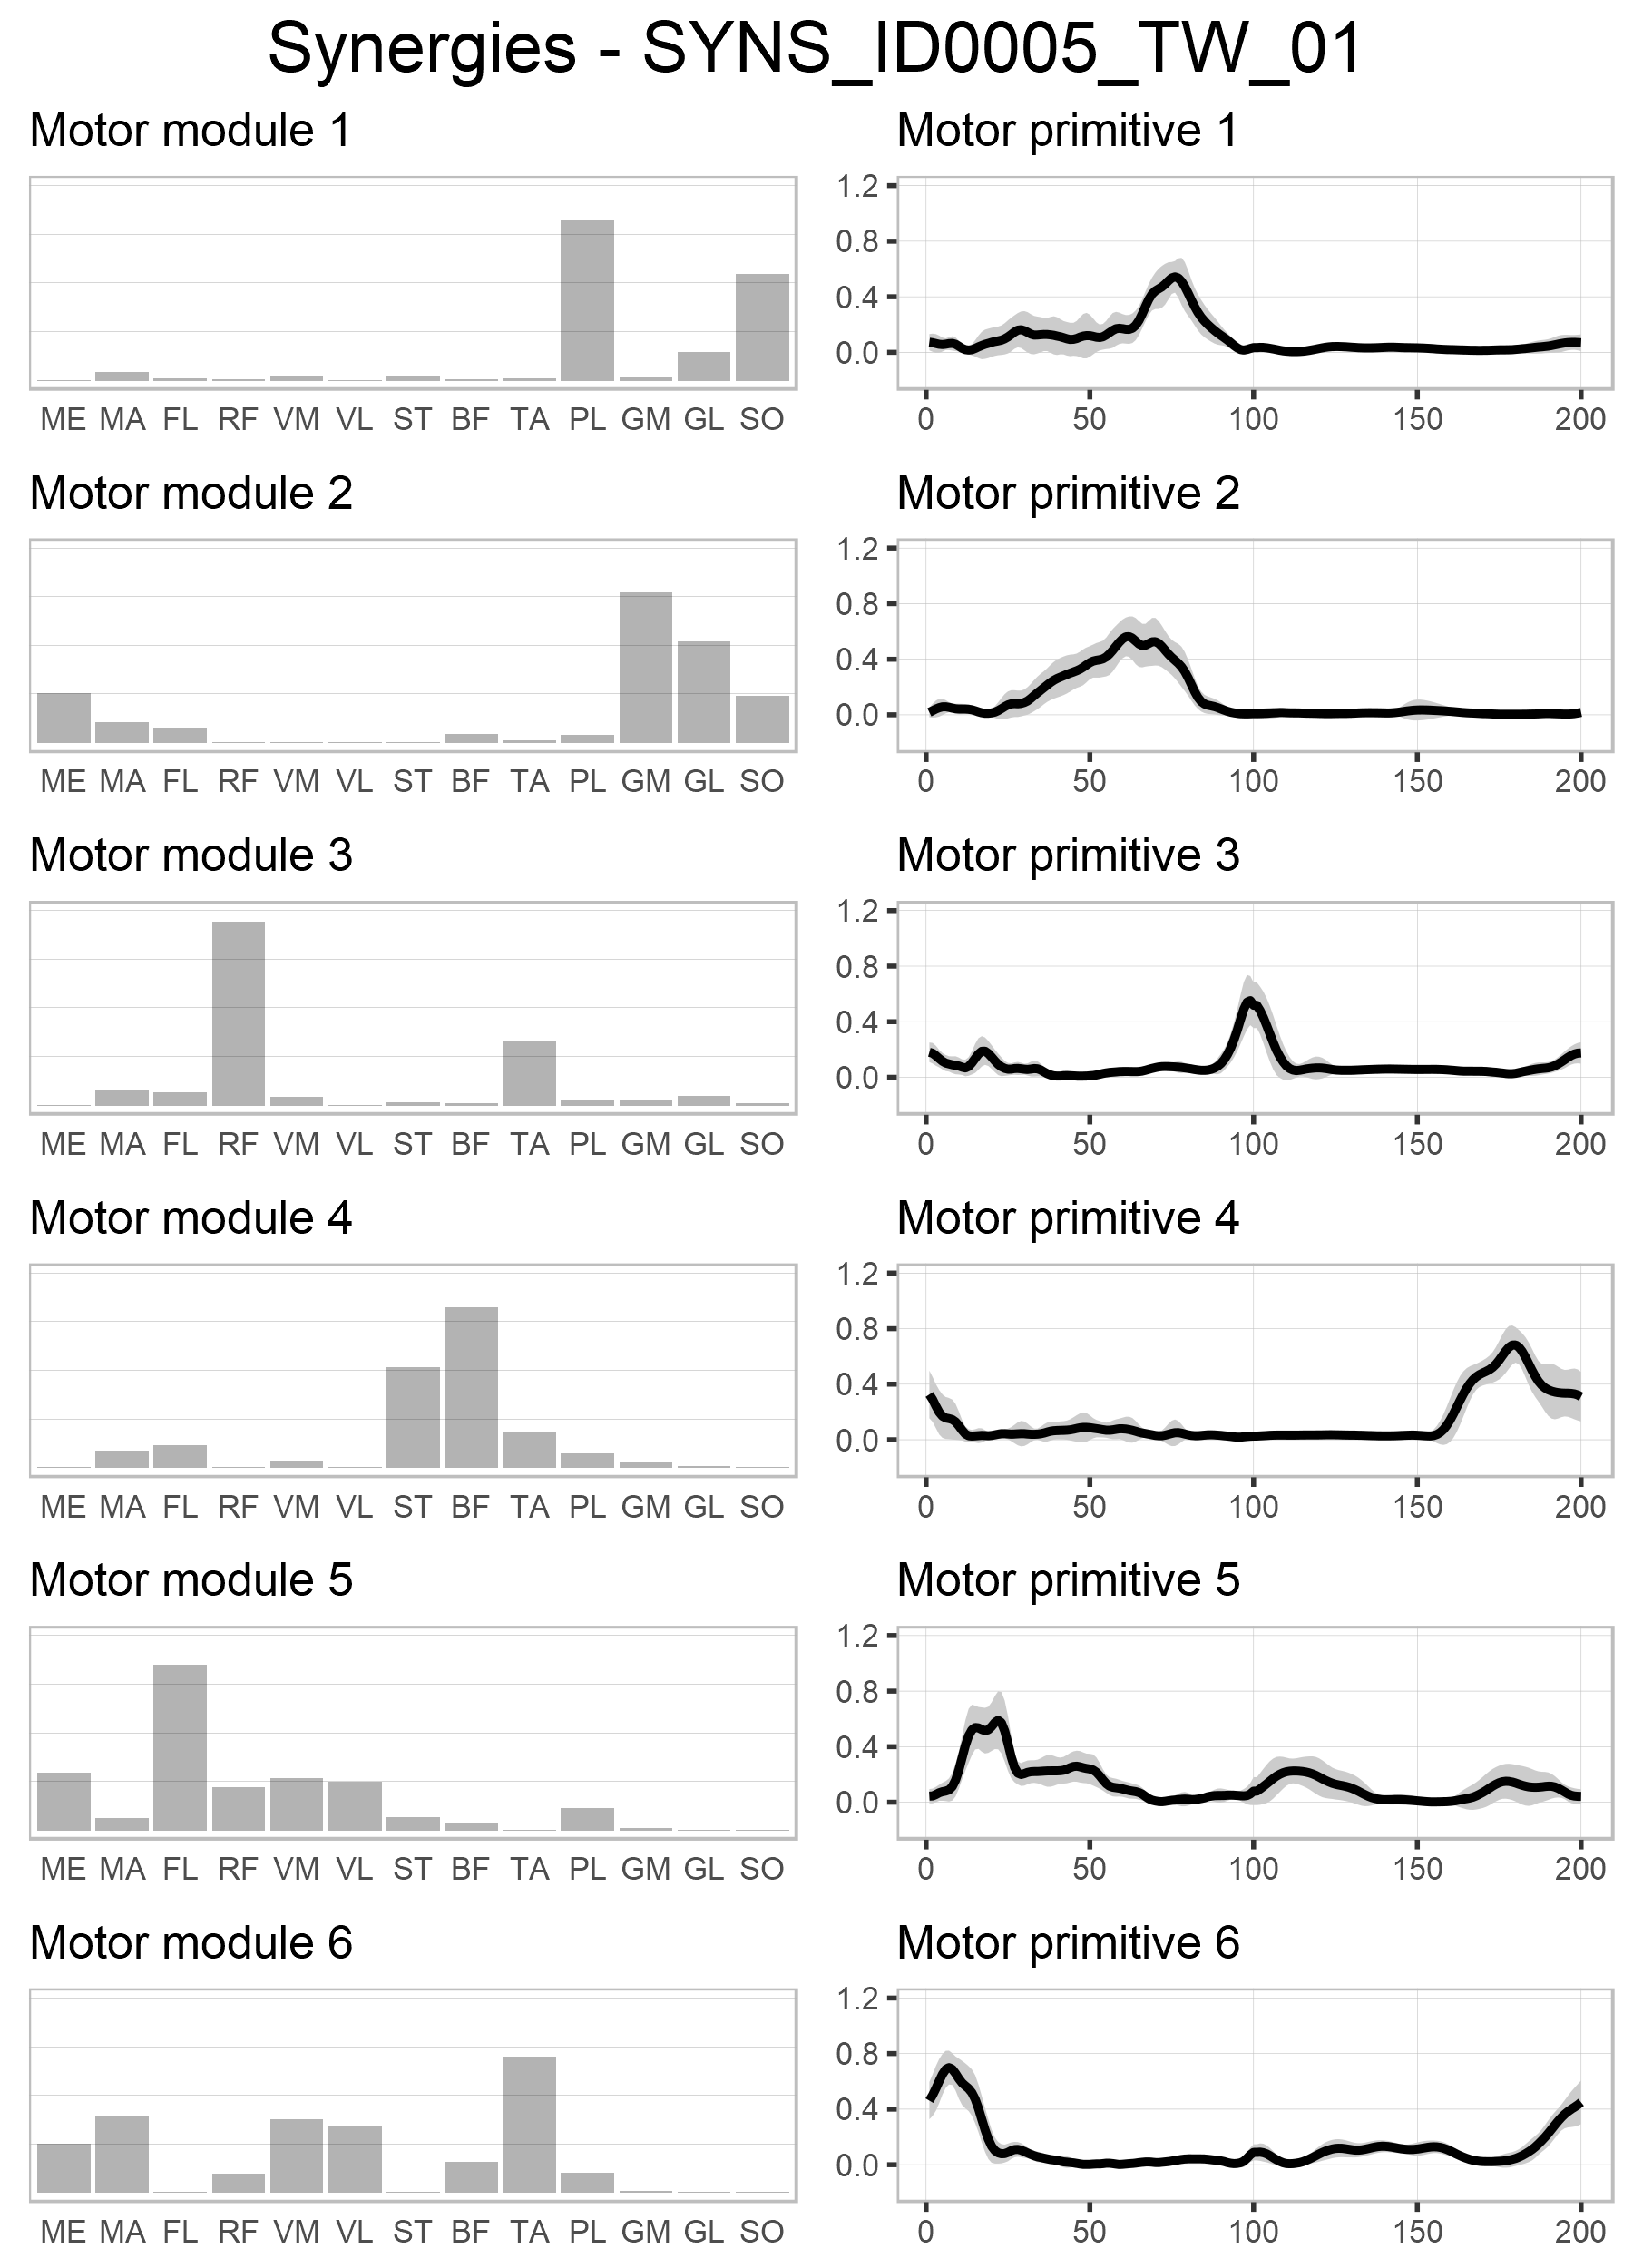 Synergies - SYNS_ID0005_TW_01
Motor module 1
Motor primitive 1
1.2
0.8
0.4
0.0
ME MA FL RF VM VL ST BF TA PL GM GL SO
0 50 100 150 200
Motor module 2
Motor primitive 2
1.2
0.8
0.4
0.0
ME MA FL RF VM VL ST BF TA PL GM GL SO
0 50 100 150 200
Motor module 3
Motor primitive 3
1.2
0.8
0.4
0.0
ME MA FL RF VM VL ST BF TA PL GM GL SO
0 50 100 150 200
Motor module 4
Motor primitive 4
1.2
0.8
0.4
0.0
ME MA FL RF VM VL ST BF TA PL GM GL SO
0 50 100 150 200
Motor module 5
Motor primitive 5
1.2
0.8
0.4
0.0
ME MA FL RF VM VL ST BF TA PL GM GL SO
0 50 100 150 200
Motor module 6
Motor primitive 6
1.2
0.8
0.4
0.0
ME MA FL RF VM VL ST BF TA PL GM GL SO
0 50 100 150 200